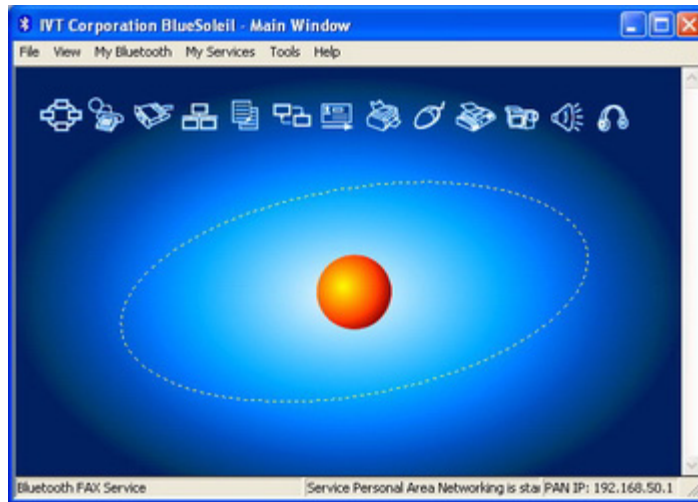 IVT Corporation BlueSoleil - Main Window
File View My Bluetooth My Services Tools Help
Bluetooth FAX Service Service Personal Area Networking is sta PAN IP: 192.168.50.1